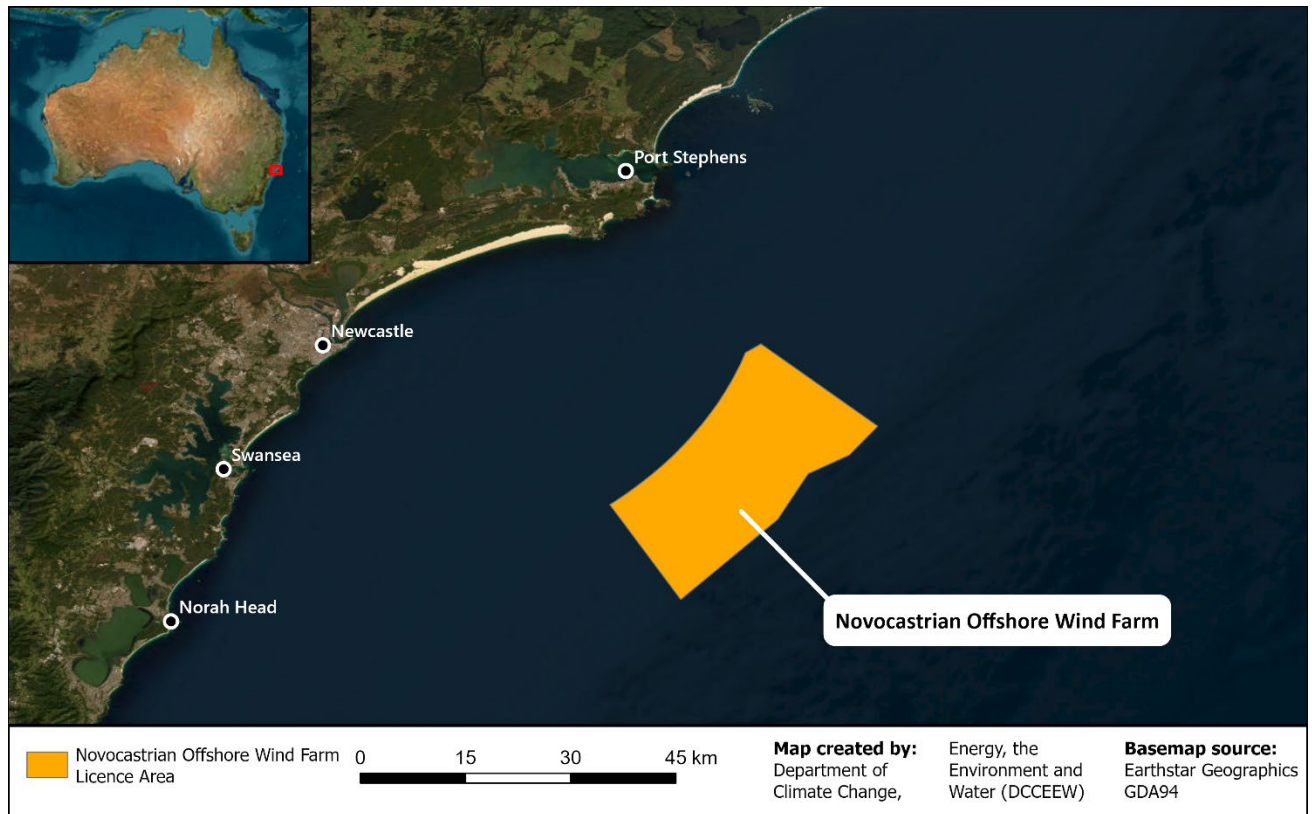 Port Stephens
Newcastle
Swansea
Norah Head
Novocastrian Offshore Wind Farm
Novocastrian Offshore Wind Farm
Licence Area
0 15 30 45 km
Map created by:
Department of
Climate Change,
Energy, the
Environment and
Water (DCCEEW)
Basemap source:
Earthstar Geographics
GDA94